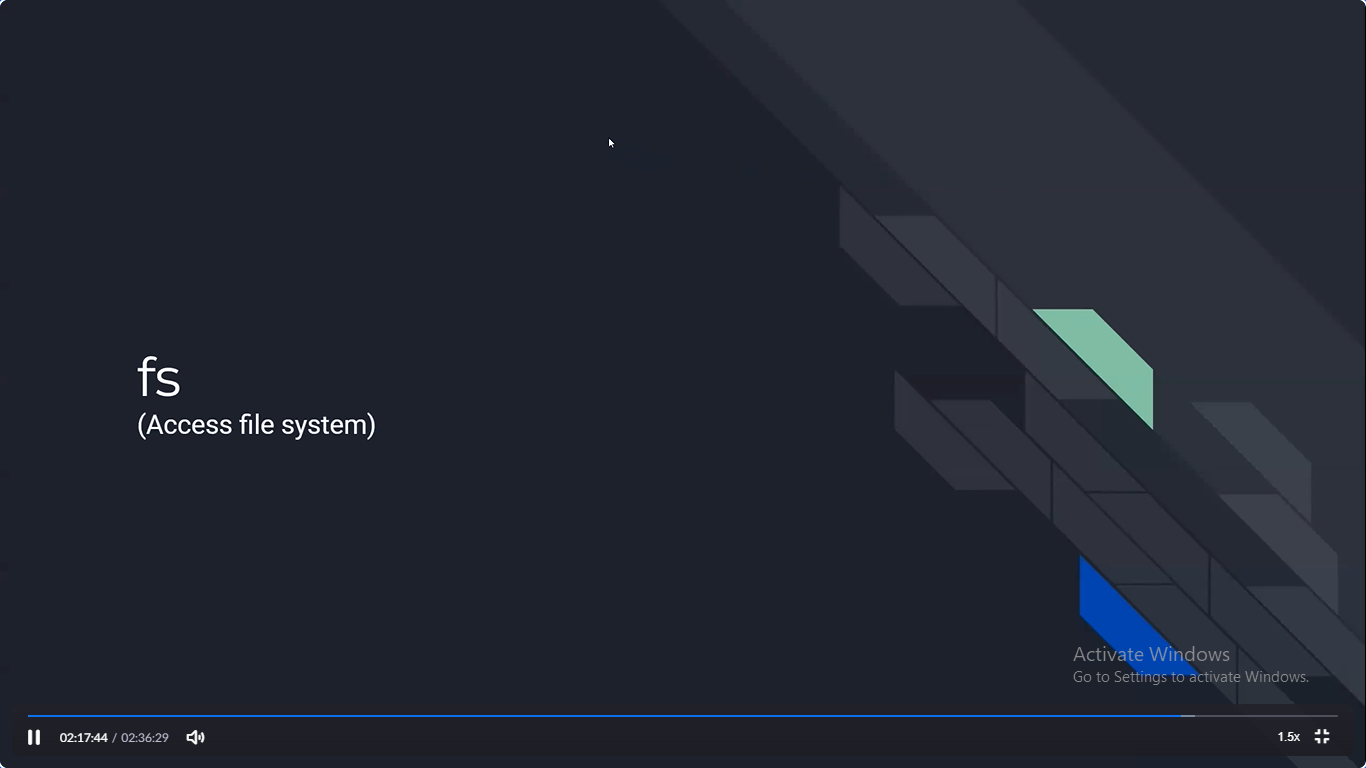 fs
(Access file system)
Activate Windows
Go to Settings to activate Windows.
02:17:44 / 02:36:29
1.5x